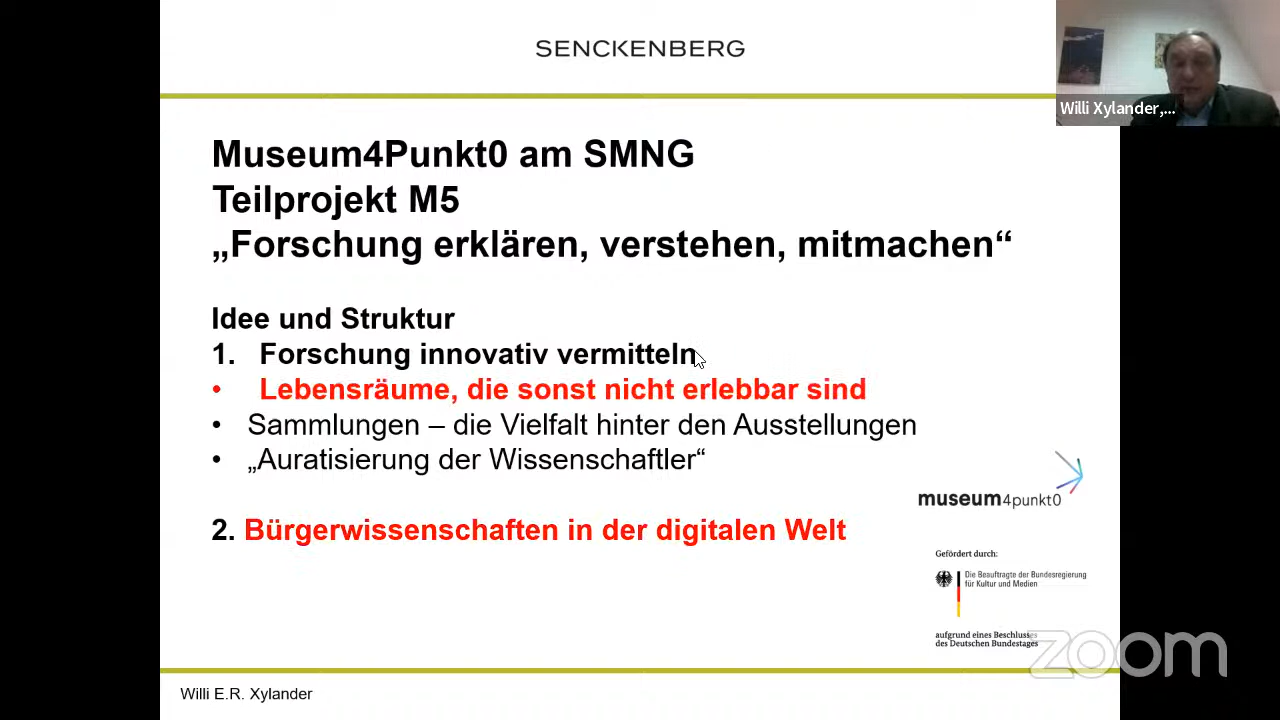 SENCKENBERG
Willi Xylander,...
Museum4Punkt0 am SMNG
Teilprojekt M5
„Forschung erklären, verstehen, mitmachen“
Idee und Struktur
1. Forschung innovativ vermitteln
• Lebensräume, die sonst nicht erlebbar sind
• Sammlungen – die Vielfalt hinter den Ausstellungen
• „Auratisierung der Wissenschaftler“
museum4punkt0
2. Bürgerwissenschaften in der digitalen Welt
Gefördert durch:
Die Beauftragte der Bundesregierung
für Kultur und Medien
aufgrund eines Beschlusses
des Deutschen Bundestages
zoom
Willi E.R. Xylander